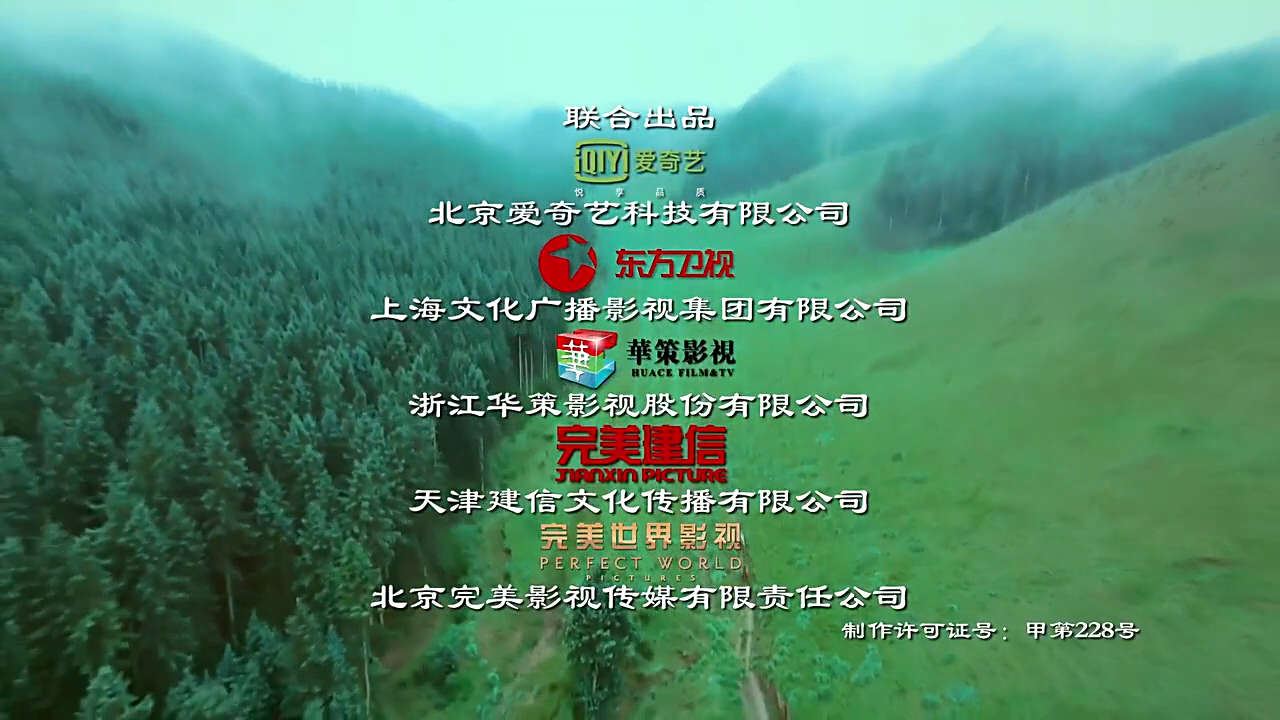 联合出品
iQIYI 爱奇艺
悦享品质
北京爱奇艺科技有限公司
东方卫视
上海文化广播影视集团有限公司
華 華策影視
HUACE FILM&TV
浙江华策影视股份有限公司
完美建信
JIANXIN PICTURE
天津建信文化传播有限公司
完美世界影视
PERFECT WORLD
PICTURES
北京完美影视传媒有限责任公司
制作许可证号：甲第228号